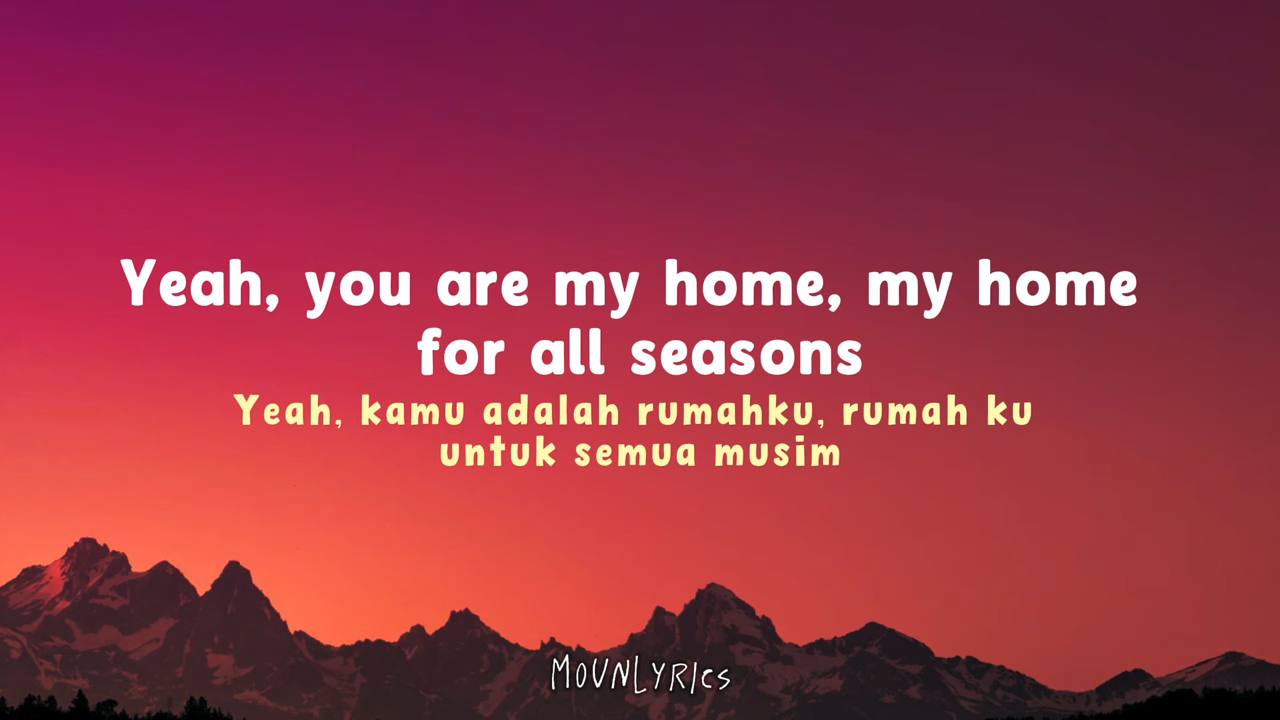 Yeah, you are my home, my home
for all seasons
Yeah, kamu adalah rumahku, rumah ku
untuk semua musim
MOUNLYRIcs